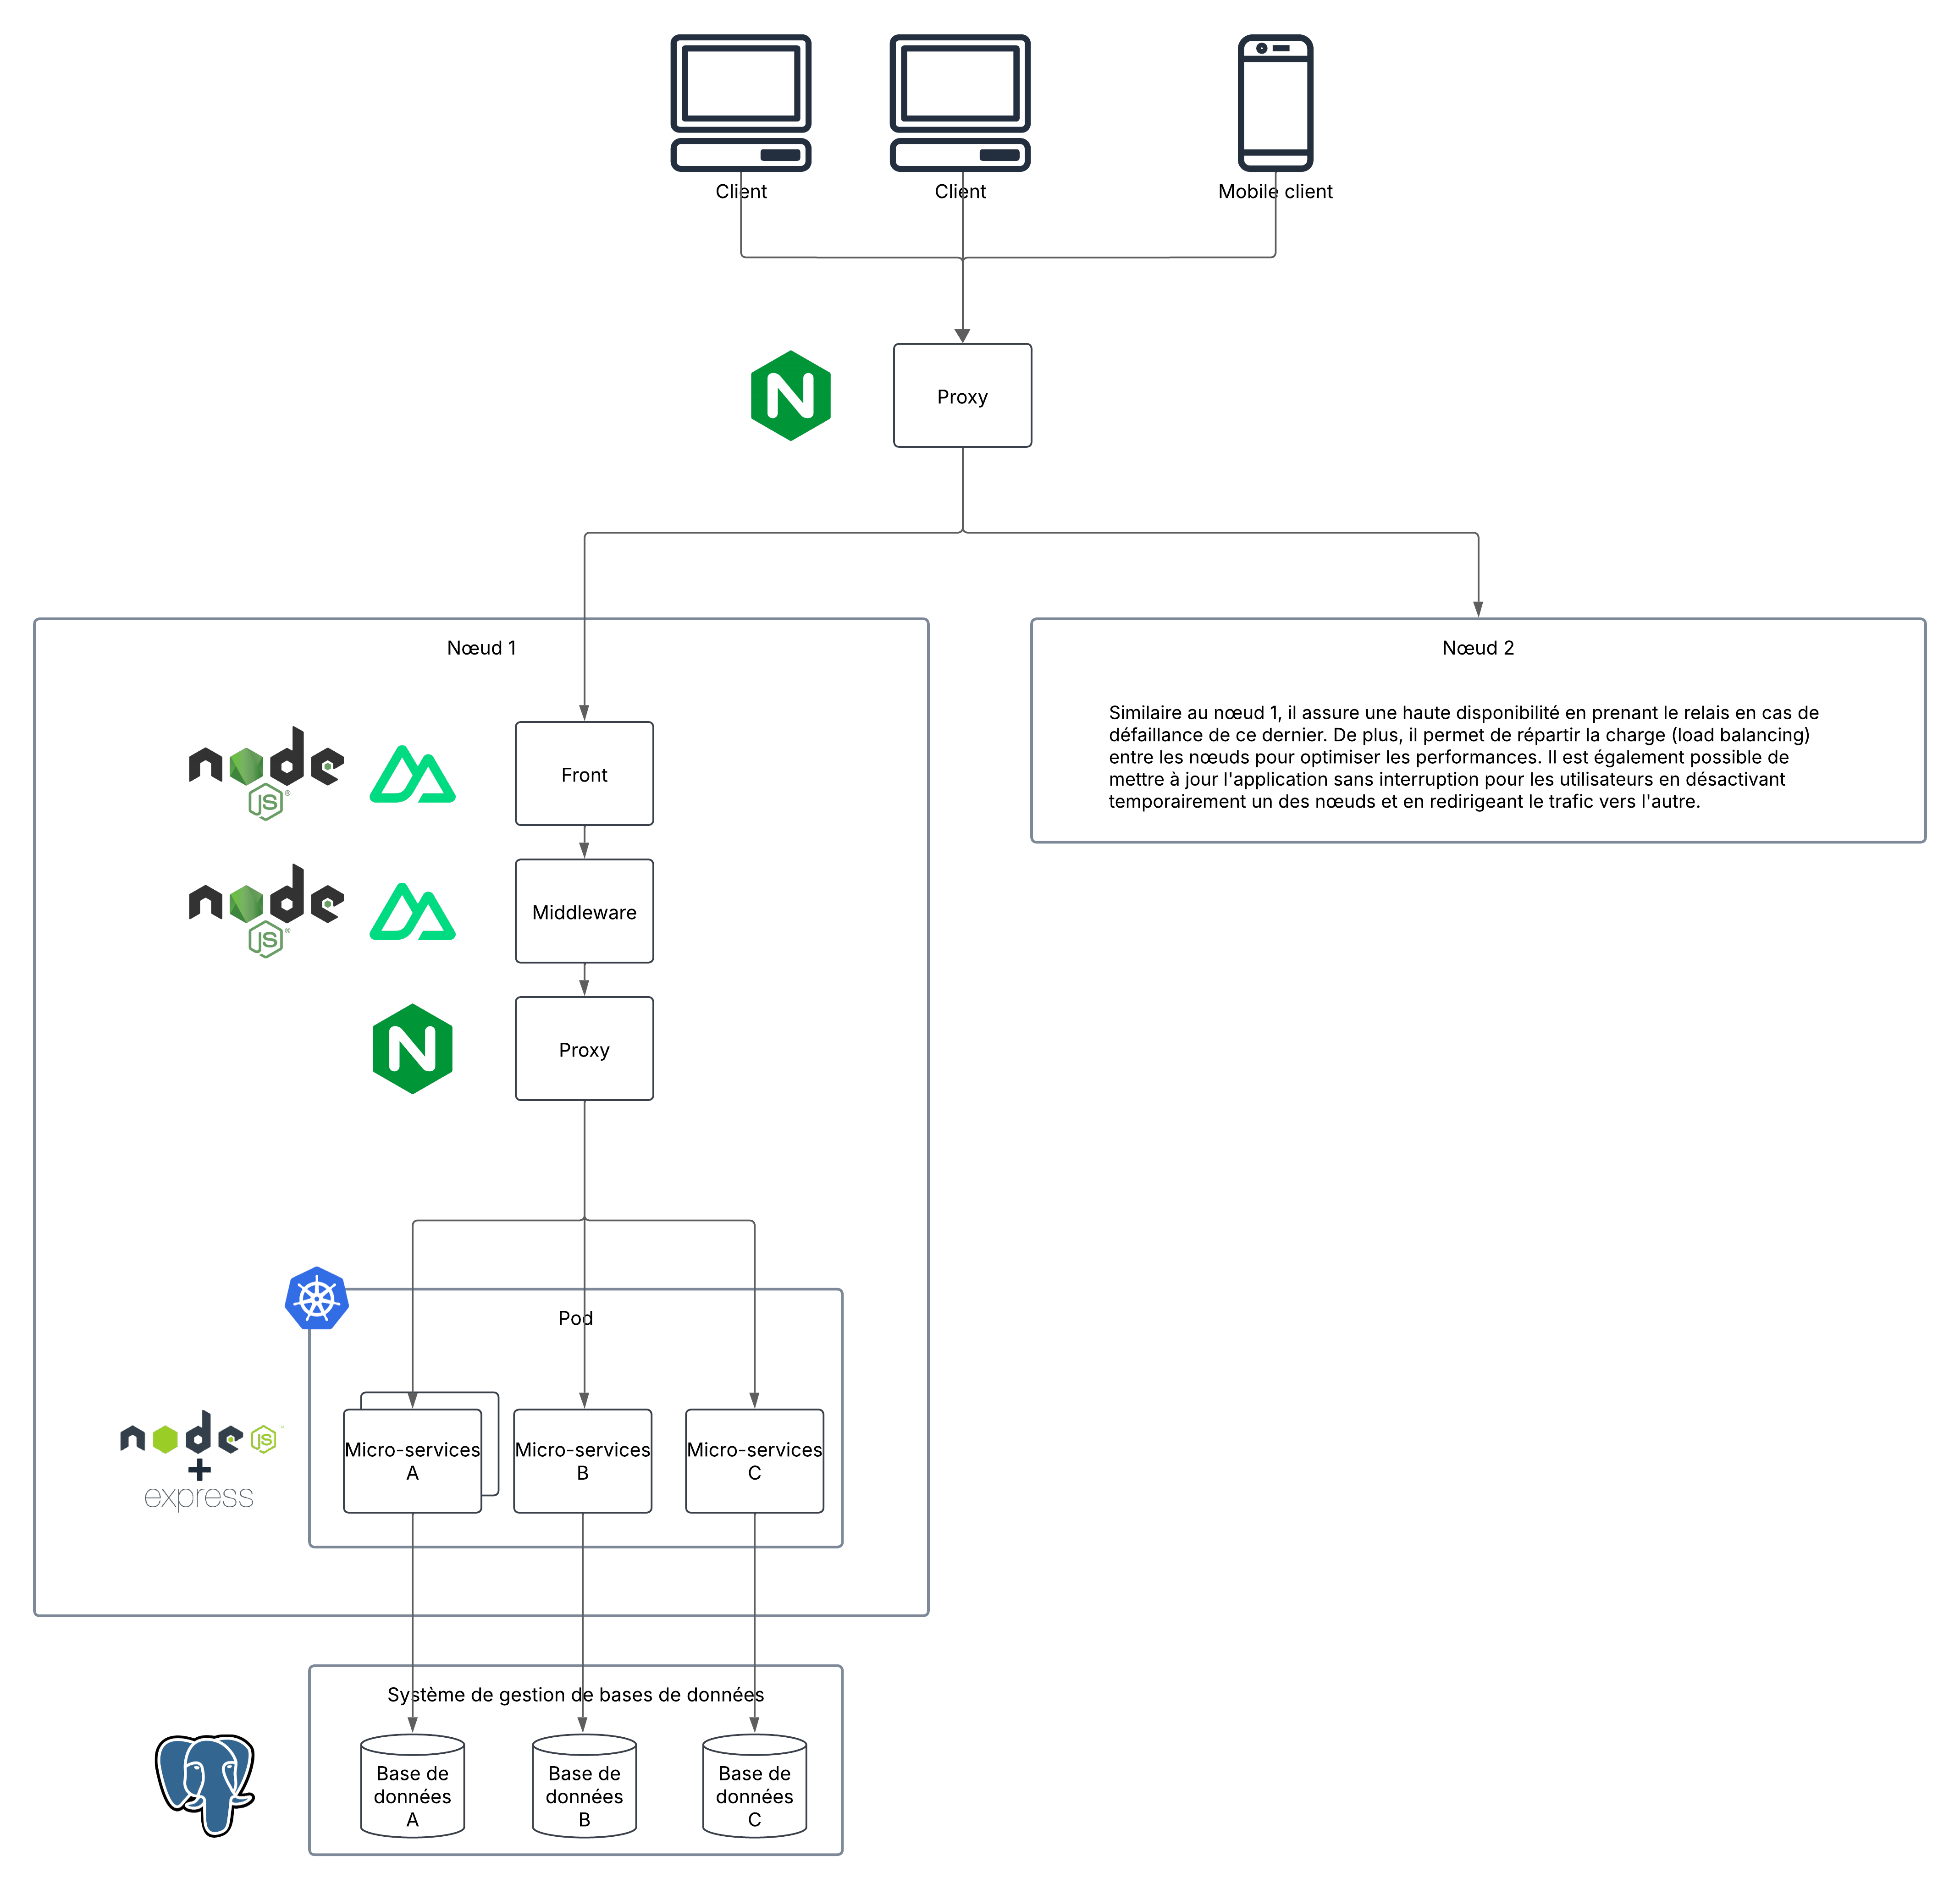 Client
Client
Mobile client
N
Proxy
Nœud 1
Nœud 2
Similaire au nœud 1, il assure une haute disponibilité en prenant le relais en cas de
défaillance de ce dernier. De plus, il permet de répartir la charge (load balancing)
entre les nœuds pour optimiser les performances. Il est également possible de
mettre à jour l'application sans interruption pour les utilisateurs en désactivant
temporairement un des nœuds et en redirigeant le trafic vers l'autre.
node
JS®
Front
node
JS®
Middleware
N
Proxy
Pod
node JS™
+
express
Micro-services
A
Micro-services
B
Micro-services
C
Système de gestion de bases de données
Base de
données
A
Base de
données
B
Base de
données
C